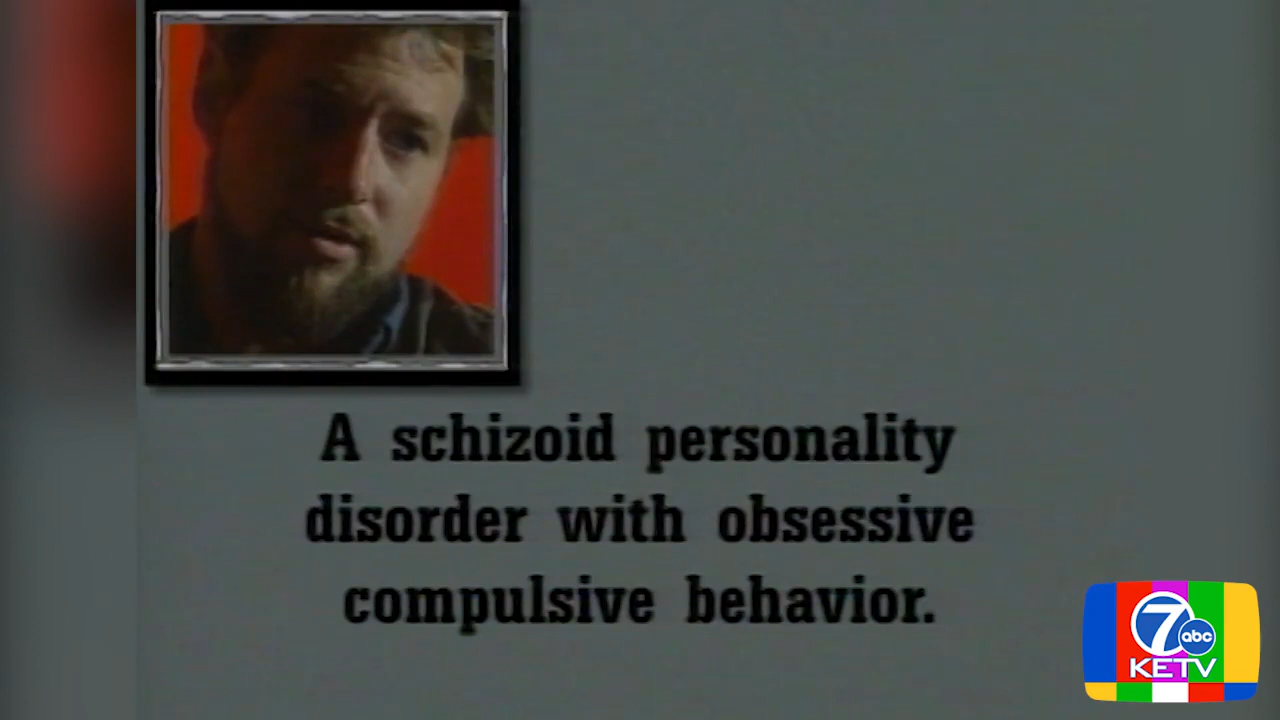 A schizoid personality
disorder with obsessive
compulsive behavior.
7
abc
KETV